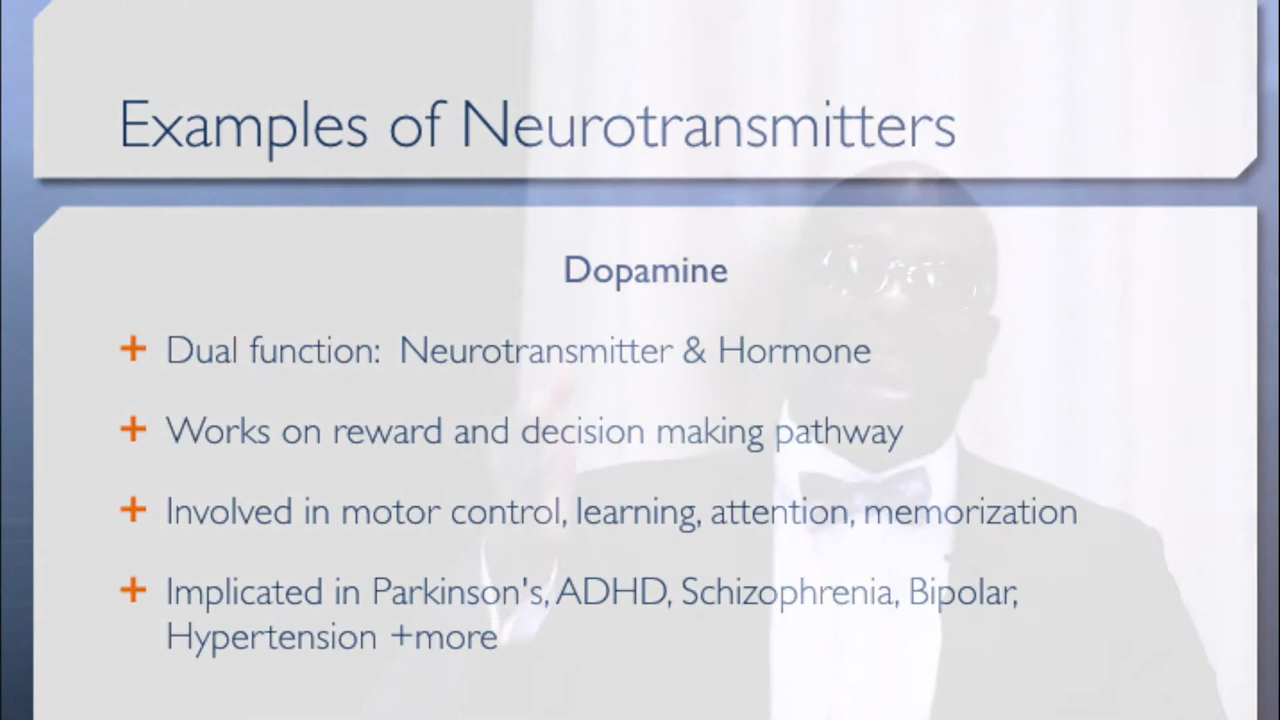 Examples of Neurotransmitters
Dopamine
+ Dual function: Neurotransmitter & Hormone
+ Works on reward and decision making pathway
+ Involved in motor control, learning, attention, memorization
+ Implicated in Parkinson's, ADHD, Schizophrenia, Bipolar,
Hypertension +more